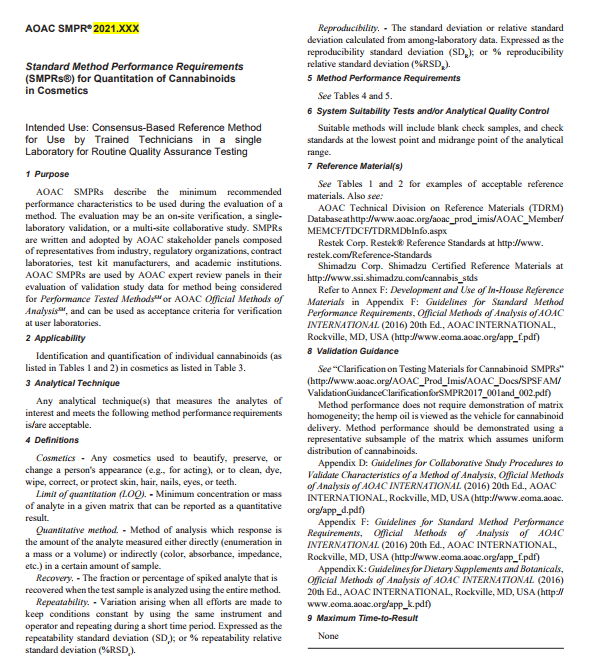 AOAC SMPR® 2021.XXX
Standard Method Performance Requirements
(SMPRs®) for Quantitation of Cannabinoids
in Cosmetics
Intended Use: Consensus-Based Reference Method
for Use by Trained Technicians in a single
Laboratory for Routine Quality Assurance Testing
1 Purpose
AOAC SMPRs describe the minimum recommended
performance characteristics to be used during the evaluation of a
method. The evaluation may be an on-site verification, a single-
laboratory validation, or a multi-site collaborative study. SMPRs
are written and adopted by AOAC stakeholder panels composed
of representatives from industry, regulatory organizations, contract
laboratories, test kit manufacturers, and academic institutions.
AOAC SMPRs are used by AOAC expert review panels in their
evaluation of validation study data for method being considered
for Performance Tested Methods℠ or AOAC Official Methods of
Analysis℠, and can be used as acceptance criteria for verification
at user laboratories.
2 Applicability
Identification and quantification of individual cannabinoids (as
listed in Tables 1 and 2) in cosmetics as listed in Table 3.
3 Analytical Technique
Any analytical technique(s) that measures the analytes of
interest and meets the following method performance requirements
is/are acceptable.
4 Definitions
Cosmetics - Any cosmetics used to beautify, preserve, or
change a person's appearance (e.g., for acting), or to clean, dye,
wipe, correct, or protect skin, hair, nails, eyes, or teeth.
Limit of quantitation (LOQ). - Minimum concentration or mass
of analyte in a given matrix that can be reported as a quantitative
result.
Quantitative method. - Method of analysis which response is
the amount of the analyte measured either directly (enumeration in
a mass or a volume) or indirectly (color, absorbance, impedance,
etc.) in a certain amount of sample.
Recovery. - The fraction or percentage of spiked analyte that is
recovered when the test sample is analyzed using the entire method.
Repeatability. - Variation arising when all efforts are made to
keep conditions constant by using the same instrument and
operator and repeating during a short time period. Expressed as the
repeatability standard deviation (SDr); or % repeatability relative
standard deviation (%RSDr).
Reproducibility. - The standard deviation or relative standard
deviation calculated from among-laboratory data. Expressed as the
reproducibility standard deviation (SDR); or % reproducibility
relative standard deviation (%RSDR).
5 Method Performance Requirements
See Tables 4 and 5.
6 System Suitability Tests and/or Analytical Quality Control
Suitable methods will include blank check samples, and check
standards at the lowest point and midrange point of the analytical
range.
7 Reference Material(s)
See Tables 1 and 2 for examples of acceptable reference
materials. Also see:
AOAC Technical Division on Reference Materials (TDRM)
Databaseathttp://www.aoac.org/aoac_prod_imis/AOAC_Member/
MEMCF/TDCF/TDRMDbInfo.aspx
Restek Corp. Restek® Reference Standards at http://www.
restek.com/Reference-Standards
Shimadzu Corp. Shimadzu Certified Reference Materials at
http://www.ssi.shimadzu.com/cannabis_stds
Refer to Annex F: Development and Use of In-House Reference
Materials in Appendix F: Guidelines for Standard Method
Performance Requirements, Official Methods of Analysis of AOAC
INTERNATIONAL (2016) 20th Ed., AOAC INTERNATIONAL,
Rockville, MD, USA (http://www.eoma.aoac.org/app_f.pdf)
8 Validation Guidance
See “Clarification on Testing Materials for Cannabinoid SMPRs”
(http://www.aoac.org/AOAC_Prod_Imis/AOAC_Docs/SPSFAM/
ValidationGuidanceClarificationforSMPR2017_001and_002.pdf)
Method performance does not require demonstration of matrix
homogeneity; the hemp oil is viewed as the vehicle for cannabinoid
delivery. Method performance should be demonstrated using a
representative subsample of the matrix which assumes uniform
distribution of cannabinoids.
Appendix D: Guidelines for Collaborative Study Procedures to
Validate Characteristics of a Method of Analysis, Official Methods
of Analysis of AOAC INTERNATIONAL (2016) 20th Ed., AOAC
INTERNATIONAL, Rockville, MD, USA (http://www.eoma.aoac.
org/app_d.pdf)
Appendix F: Guidelines for Standard Method Performance
Requirements, Official Methods of Analysis of AOAC
INTERNATIONAL (2016) 20th Ed., AOAC INTERNATIONAL,
Rockville, MD, USA (http://www.eoma.aoac.org/app_f.pdf)
Appendix K: Guidelines for Dietary Supplements and Botanicals,
Official Methods of Analysis of AOAC INTERNATIONAL (2016)
20th Ed., AOAC INTERNATIONAL, Rockville, MD, USA (http://
www.eoma.aoac.org/app_k.pdf)
9 Maximum Time-to-Result
None